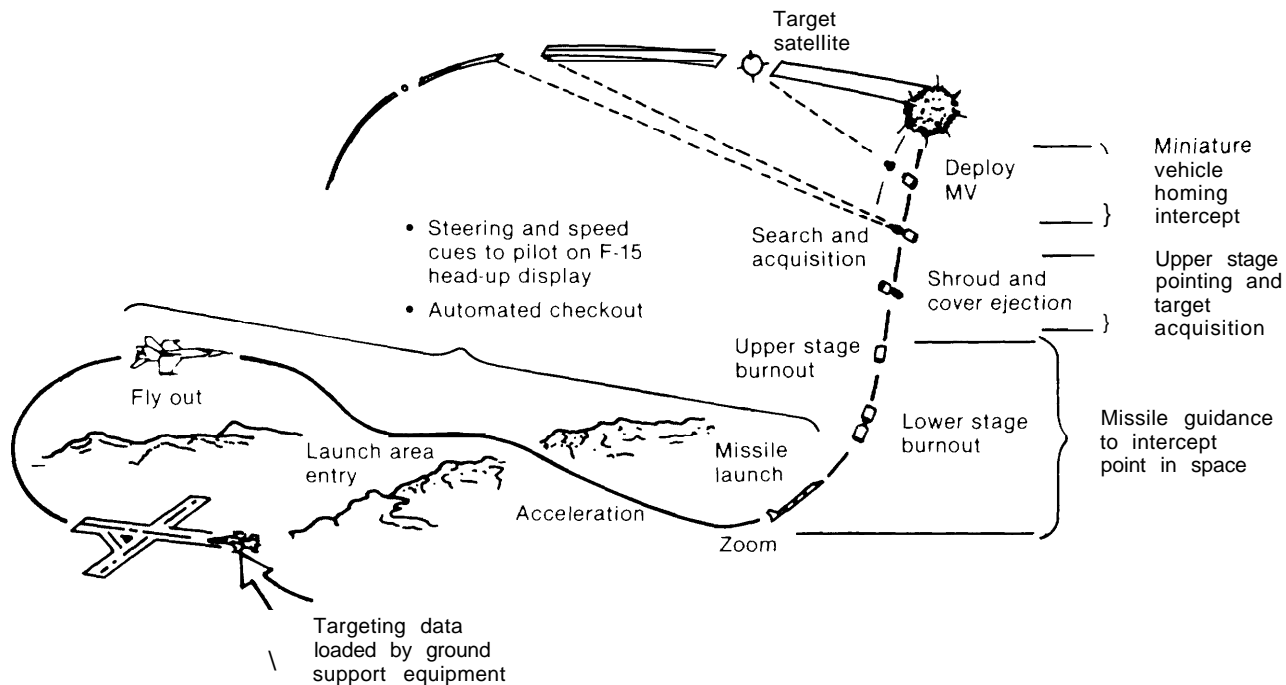 Target
satellite
Deploy
MV
Miniature
vehicle
homing
intercept
• Steering and speed
cues to pilot on F-15
head-up display
• Automated checkout
Search and
acquisition
Shroud and
cover ejection
Upper stage
pointing and
target
acquisition
Upper stage
burnout
Fly out
Launch area
entry
Missile
launch
Lower stage
burnout
Missile guidance
to intercept
point in space
Acceleration
Zoom
Targeting data
loaded by ground
support equipment